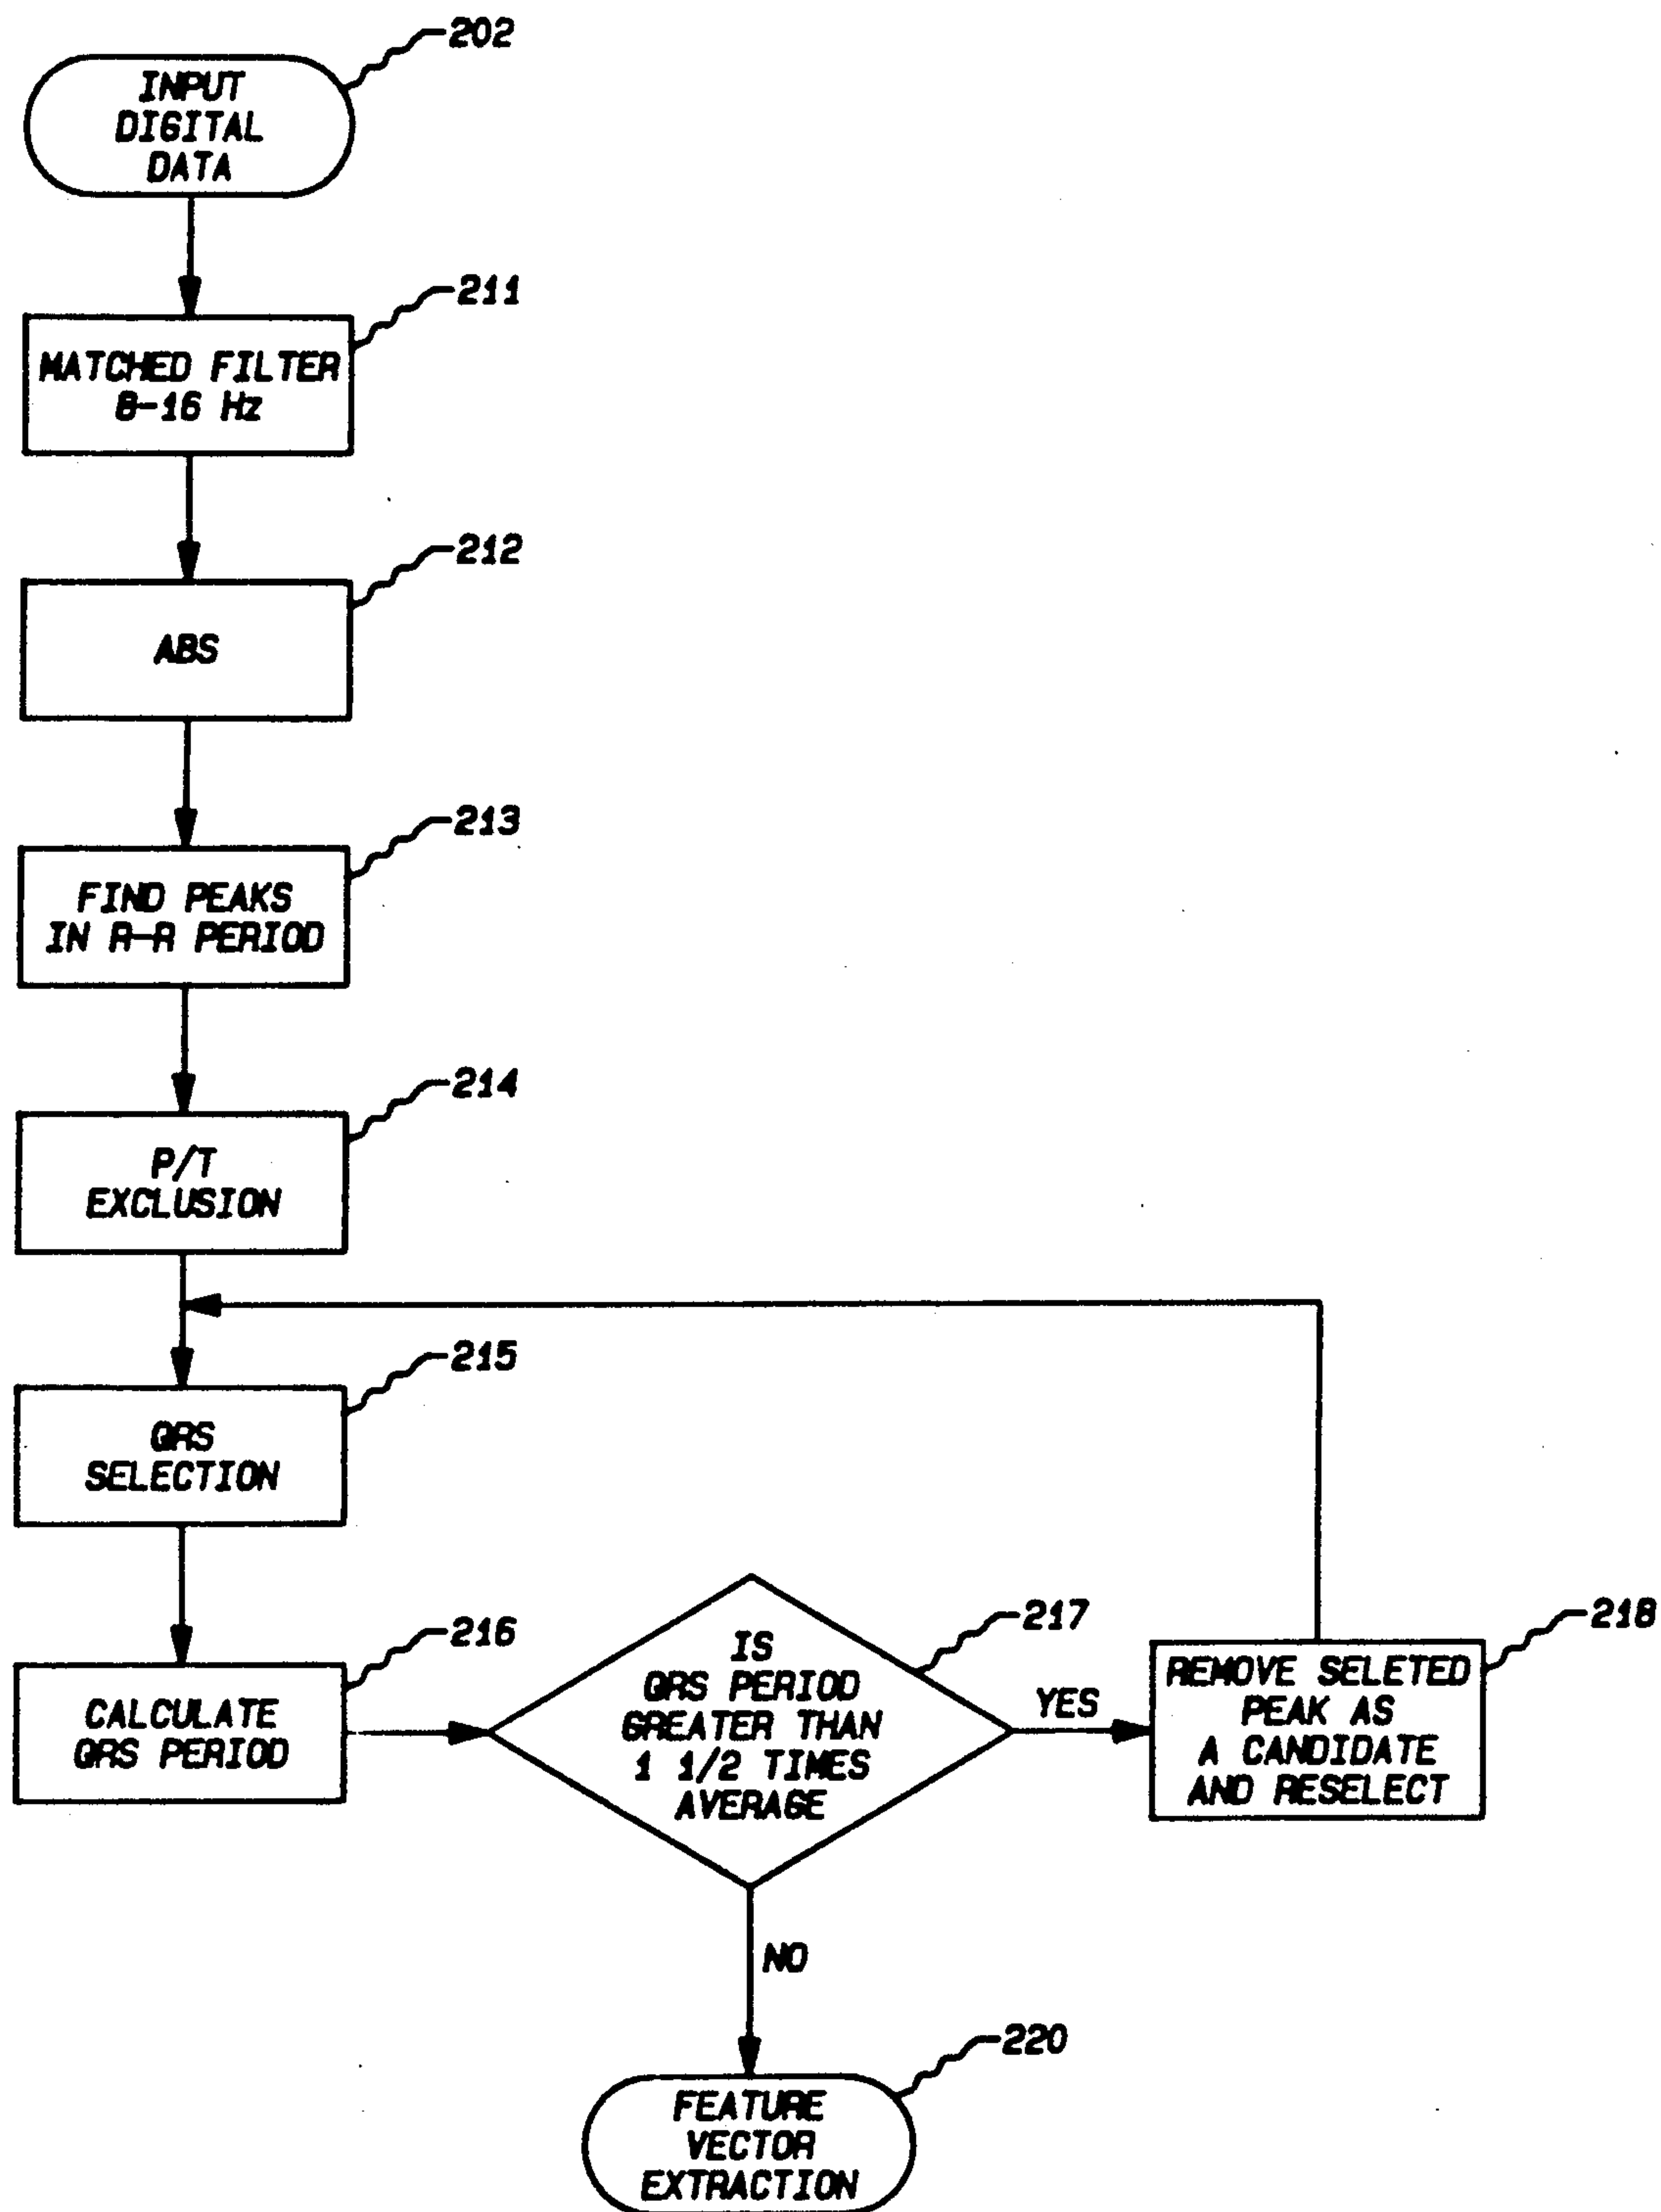 202
INPUT
DIGITAL
DATA
211
MATCHED FILTER
8-16 Hz
212
ABS
213
FIND PEAKS
IN R-R PERIOD
214
P/T
EXCLUSION
215
QRS
SELECTION
216
CALCULATE
QRS PERIOD
217
IS
QRS PERIOD
GREATER THAN
1 1/2 TIMES
AVERAGE
YES
218
REMOVE SELETED
PEAK AS
A CANDIDATE
AND RESELECT
NO
220
FEATURE
VECTOR
EXTRACTION